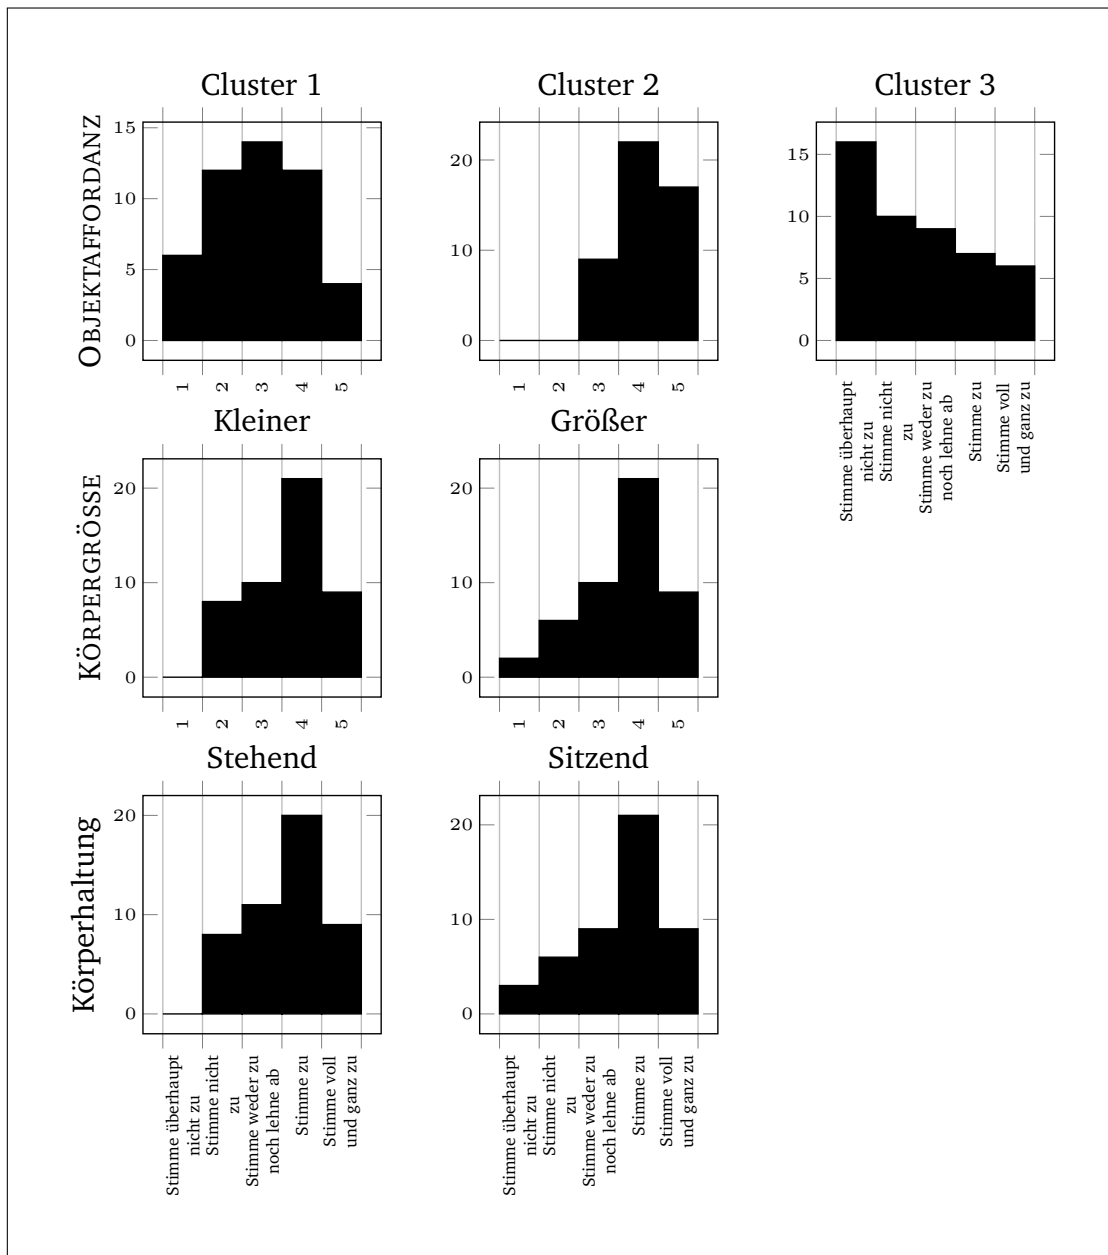 Cluster 1
Cluster 2
Cluster 3
OBJEKTAFFORDANZ
15
10
5
0
1
2
3
4
5
20
10
0
1
2
3
4
5
15
10
5
0
Stimme überhaupt
nicht zu
Stimme nicht
zu
Stimme weder zu
noch lehne ab
Stimme zu
Stimme voll
und ganz zu
Kleiner
Größer
KÖRPERGRÖSSE
20
10
0
1
2
3
4
5
20
10
0
1
2
3
4
5
Stehend
Sitzend
Körperhaltung
20
10
0
Stimme überhaupt
nicht zu
Stimme nicht
zu
Stimme weder zu
noch lehne ab
Stimme zu
Stimme voll
und ganz zu
20
10
0
Stimme überhaupt
nicht zu
Stimme nicht
zu
Stimme weder zu
noch lehne ab
Stimme zu
Stimme voll
und ganz zu